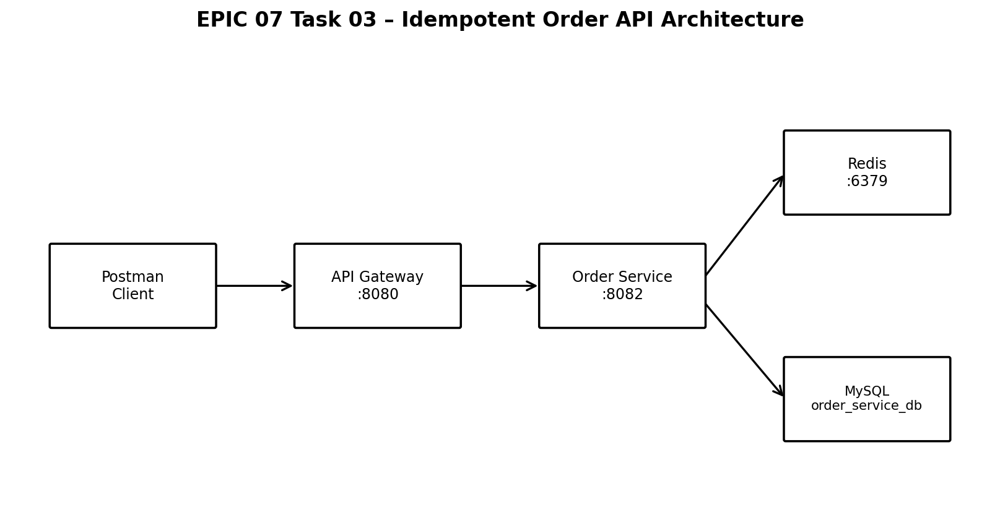 EPIC 07 Task 03 – Idempotent Order API Architecture
Postman
Client
API Gateway
:8080
Order Service
:8082
Redis
:6379
MySQL
order_service_db